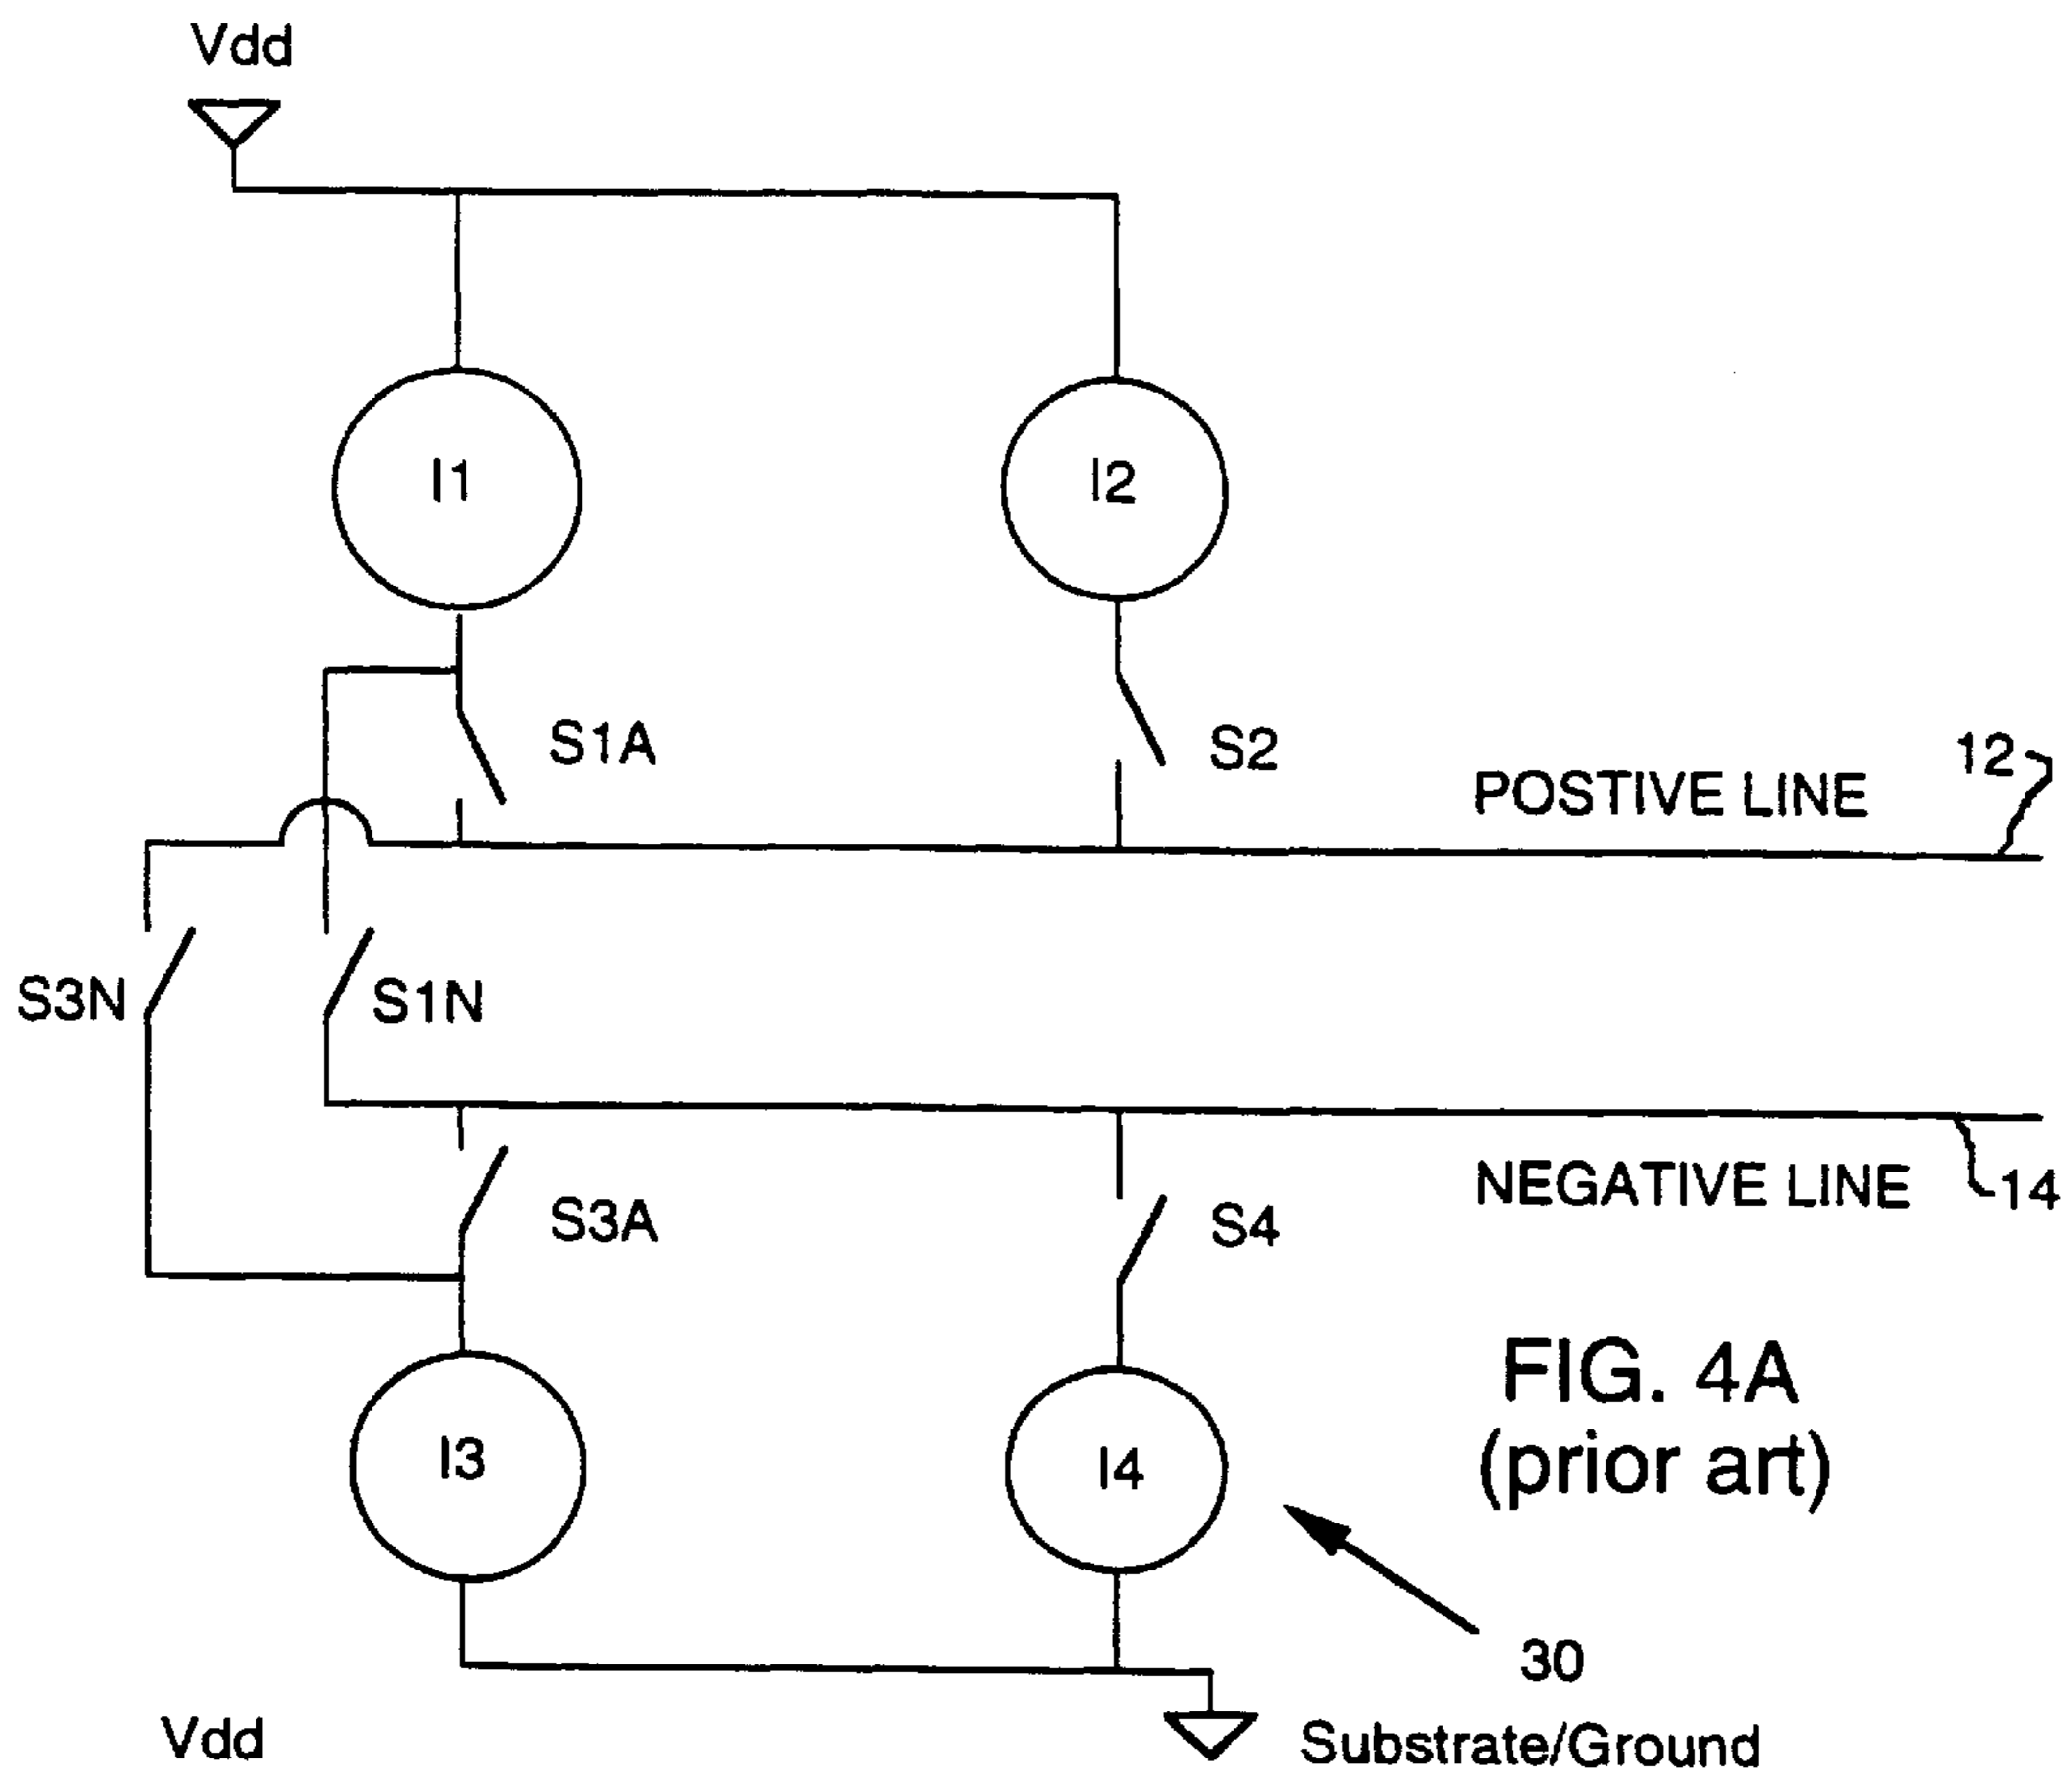 Vdd
I1
I2
S1A
S2
12
POSTIVE LINE
S3N
S1N
NEGATIVE LINE
14
S3A
S4
I3
I4
FIG. 4A
(prior art)
30
Vdd
Substrate/Ground